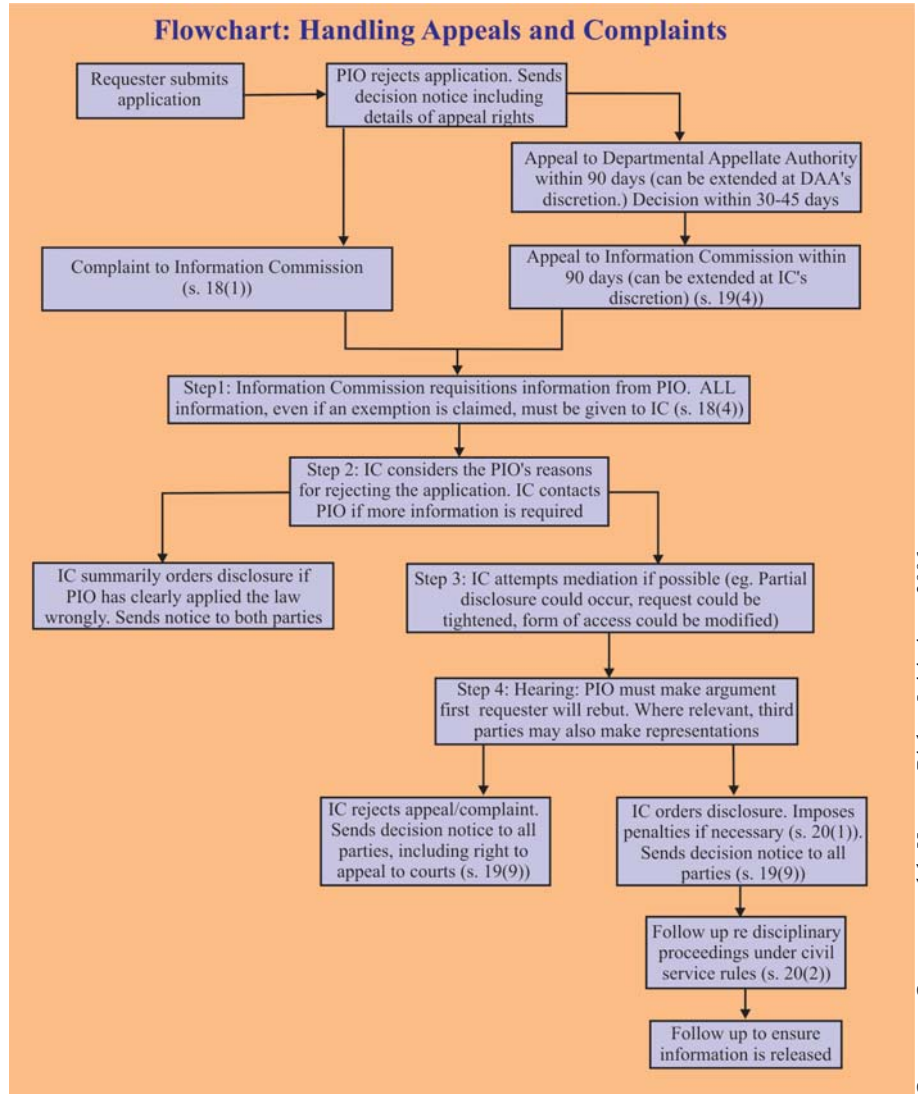 Flowchart: Handling Appeals and Complaints
Requester submits
application
PIO rejects application. Sends
decision notice including
details of appeal rights
Appeal to Departmental Appellate Authority
within 90 days (can be extended at DAA's
discretion.) Decision within 30-45 days
Complaint to Information Commission
(s. 18(1))
Appeal to Information Commission within
90 days (can be extended at IC's
discretion) (s. 19(4))
Step1: Information Commission requisitions information from PIO. ALL
information, even if an exemption is claimed, must be given to IC (s. 18(4))
Step 2: IC considers the PIO's reasons
for rejecting the application. IC contacts
PIO if more information is required
IC summarily orders disclosure if
PIO has clearly applied the law
wrongly. Sends notice to both parties
Step 3: IC attempts mediation if possible (eg. Partial
disclosure could occur, request could be
tightened, form of access could be modified)
Step 4: Hearing: PIO must make argument
first requester will rebut. Where relevant, third
parties may also make representations
IC rejects appeal/complaint.
Sends decision notice to all
parties, including right to
appeal to courts (s. 19(9))
IC orders disclosure. Imposes
penalties if necessary (s. 20(1)).
Sends decision notice to all
parties (s. 19(9))
Follow up re disciplinary
proceedings under civil
service rules (s. 20(2))
Follow up to ensure
information is released